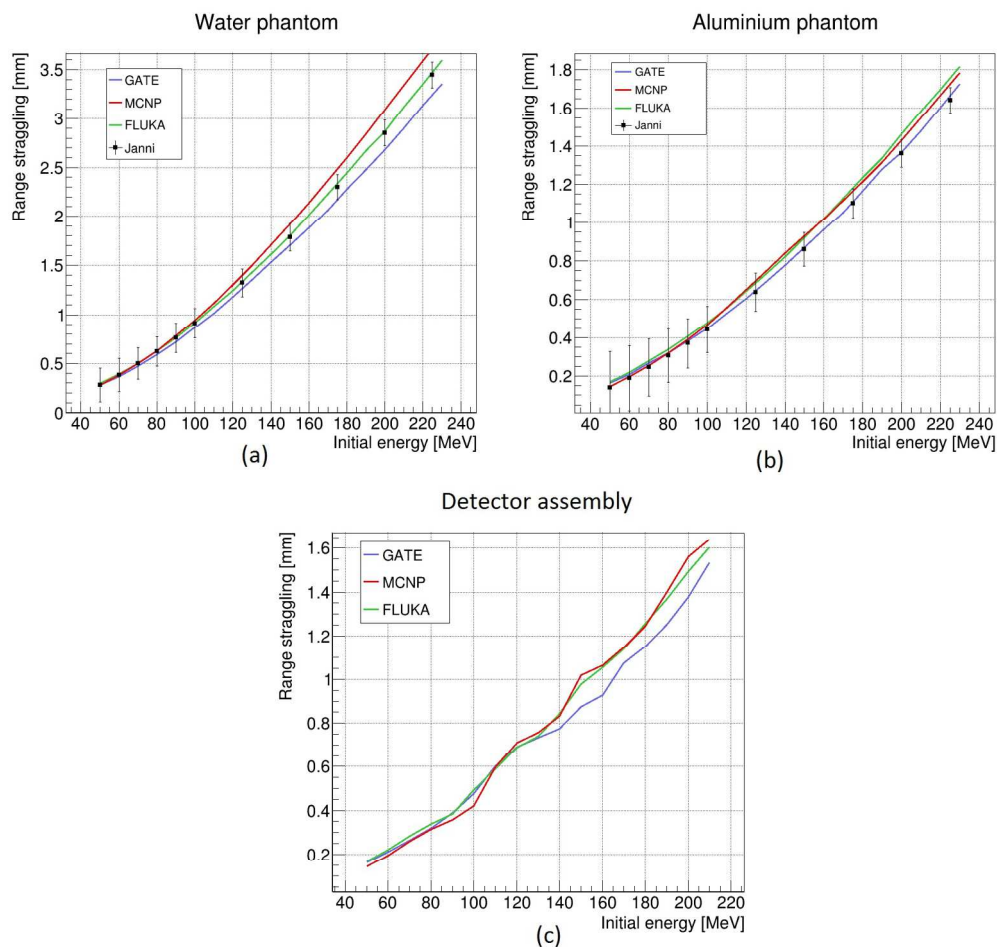 Water phantom
Range straggling [mm]
3.5
3
2.5
2
1.5
1
0.5
0
GATE
MCNP
FLUKA
Janni
40 60 80 100 120 140 160 180 200 220 240
Initial energy [MeV]
(a)
Aluminium phantom
Range straggling [mm]
1.8
1.6
1.4
1.2
1
0.8
0.6
0.4
0.2
GATE
MCNP
FLUKA
Janni
40 60 80 100 120 140 160 180 200 220 240
Initial energy [MeV]
(b)
Detector assembly
Range straggling [mm]
1.6
1.4
1.2
1
0.8
0.6
0.4
0.2
GATE
MCNP
FLUKA
40 60 80 100 120 140 160 180 200 220
Initial energy [MeV]
(c)